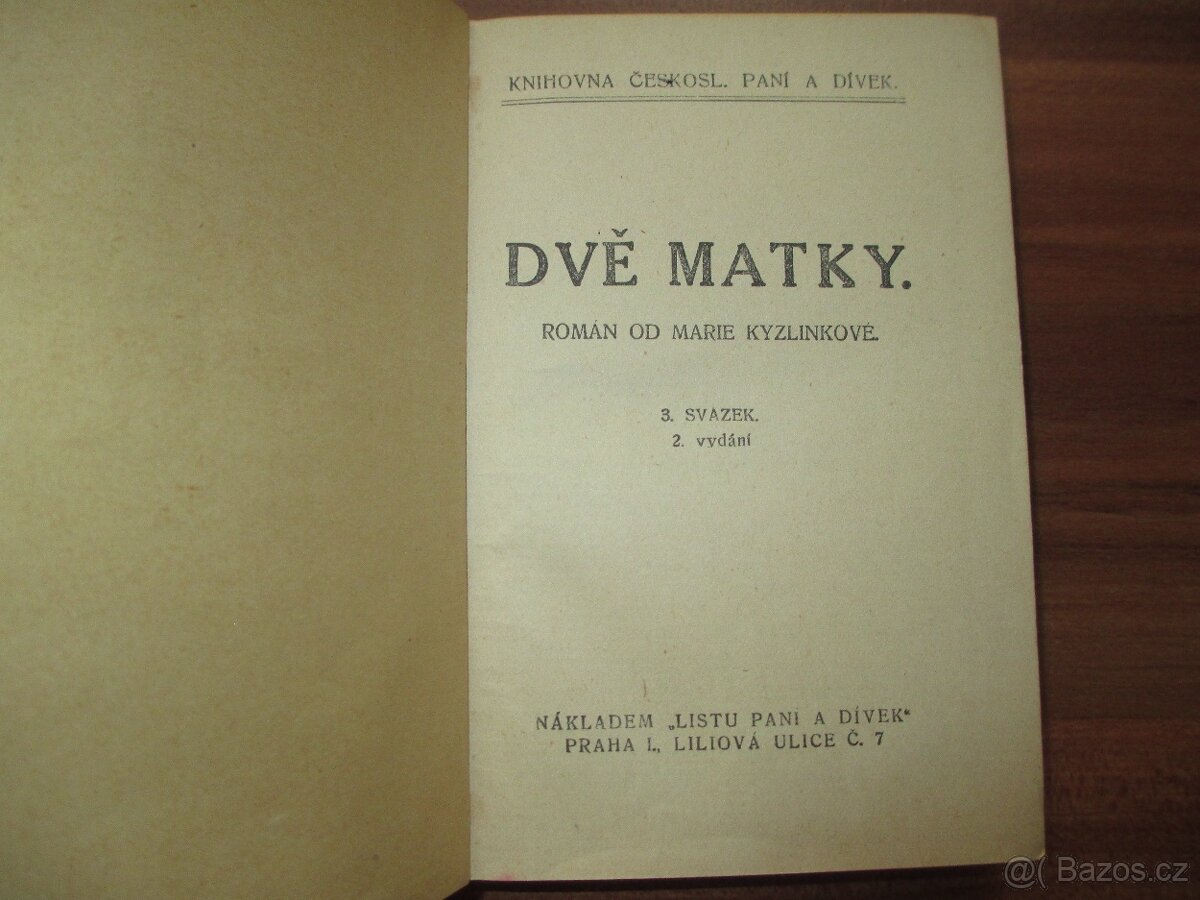 KNIHOVNA ČESKOSL. PANÍ A DÍVEK.
DVĚ MATKY.
ROMÁN OD MARIE KYZLINKOVÉ.
3. SVAZEK.
2. vydání
NÁKLADEM „LISTU PANÍ A DÍVEK“
PRAHA I., LILIOVÁ ULICE Č. 7
@( Bazos.cz